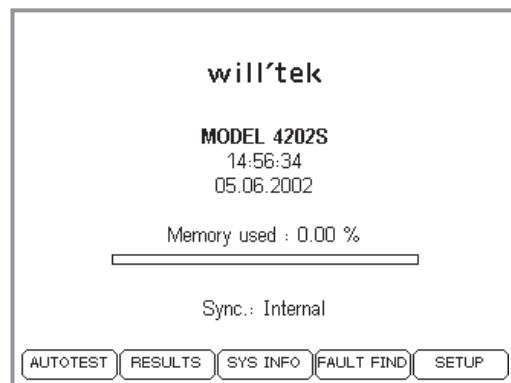 will'tek
MODEL 4202S
14:56:34
05.06.2002
Memory used : 0.00 %
Sync.: Internal
AUTOTEST RESULTS SYS INFO FAULT FIND SETUP